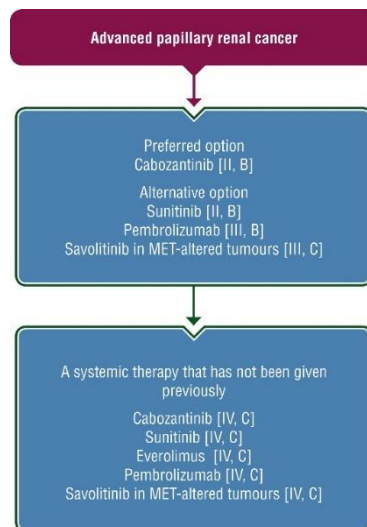 Advanced papillary renal cancer
Preferred option
Cabozantinib [II, B]
Alternative option
Sunitinib [II, B]
Pembrolizumab [III, B]
Savolitinib in MET-altered tumours [III, C]
A systemic therapy that has not been given
previously
Cabozantinib [IV, C]
Sunitinib [IV, C]
Everolimus [IV, C]
Pembrolizumab [IV, C]
Savolitinib in MET-altered tumours [IV, C]